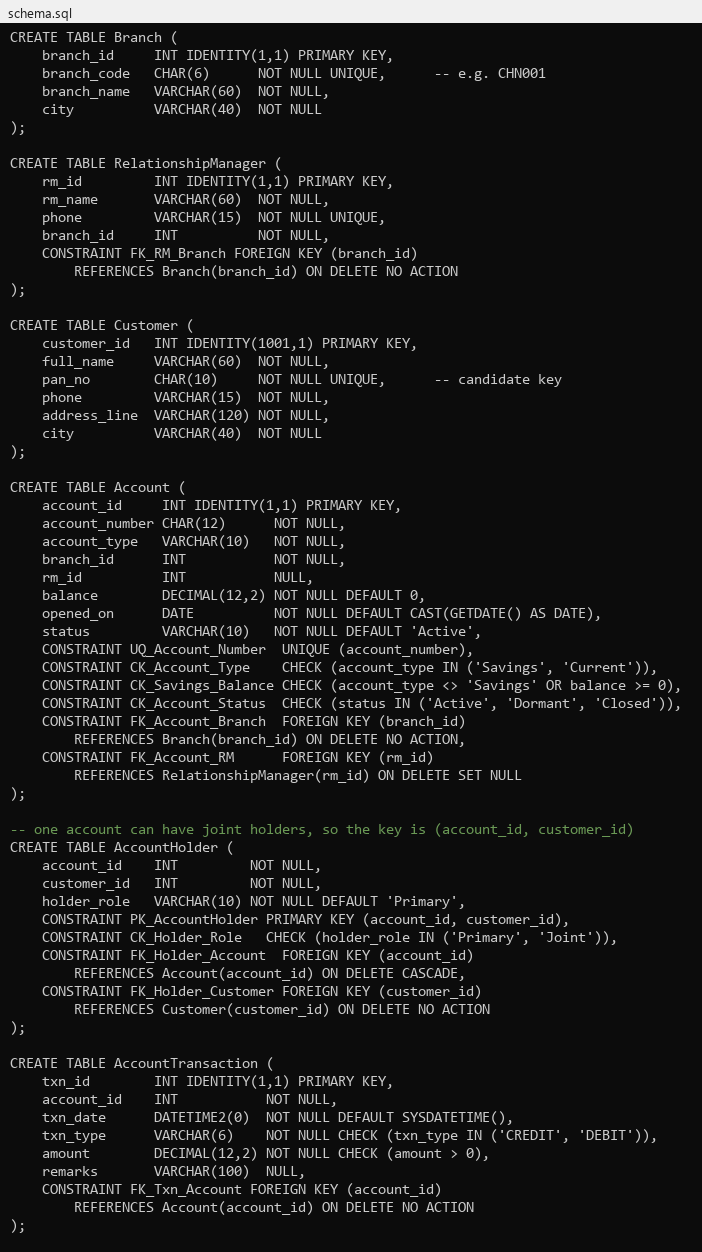 schema.sql
CREATE TABLE Branch (
    branch_id     INT IDENTITY(1,1) PRIMARY KEY,
    branch_code   CHAR(6)      NOT NULL UNIQUE,      -- e.g. CHN001
    branch_name   VARCHAR(60)  NOT NULL,
    city          VARCHAR(40)  NOT NULL
);

CREATE TABLE RelationshipManager (
    rm_id         INT IDENTITY(1,1) PRIMARY KEY,
    rm_name       VARCHAR(60)  NOT NULL,
    phone         VARCHAR(15)  NOT NULL UNIQUE,
    branch_id     INT          NOT NULL,
    CONSTRAINT FK_RM_Branch FOREIGN KEY (branch_id)
        REFERENCES Branch(branch_id) ON DELETE NO ACTION
);

CREATE TABLE Customer (
    customer_id   INT IDENTITY(1001,1) PRIMARY KEY,
    full_name     VARCHAR(60)  NOT NULL,
    pan_no        CHAR(10)     NOT NULL UNIQUE,      -- candidate key
    phone         VARCHAR(15)  NOT NULL,
    address_line  VARCHAR(120) NOT NULL,
    city          VARCHAR(40)  NOT NULL
);

CREATE TABLE Account (
    account_id     INT IDENTITY(1,1) PRIMARY KEY,
    account_number CHAR(12)      NOT NULL,
    account_type   VARCHAR(10)   NOT NULL,
    branch_id      INT           NOT NULL,
    rm_id          INT           NULL,
    balance        DECIMAL(12,2) NOT NULL DEFAULT 0,
    opened_on      DATE          NOT NULL DEFAULT CAST(GETDATE() AS DATE),
    status         VARCHAR(10)   NOT NULL DEFAULT 'Active',
    CONSTRAINT UQ_Account_Number  UNIQUE (account_number),
    CONSTRAINT CK_Account_Type    CHECK (account_type IN ('Savings', 'Current')),
    CONSTRAINT CK_Savings_Balance CHECK (account_type <> 'Savings' OR balance >= 0),
    CONSTRAINT CK_Account_Status  CHECK (status IN ('Active', 'Dormant', 'Closed')),
    CONSTRAINT FK_Account_Branch  FOREIGN KEY (branch_id)
        REFERENCES Branch(branch_id) ON DELETE NO ACTION,
    CONSTRAINT FK_Account_RM      FOREIGN KEY (rm_id)
        REFERENCES RelationshipManager(rm_id) ON DELETE SET NULL
);

-- one account can have joint holders, so the key is (account_id, customer_id)
CREATE TABLE AccountHolder (
    account_id    INT         NOT NULL,
    customer_id   INT         NOT NULL,
    holder_role   VARCHAR(10) NOT NULL DEFAULT 'Primary',
    CONSTRAINT PK_AccountHolder PRIMARY KEY (account_id, customer_id),
    CONSTRAINT CK_Holder_Role   CHECK (holder_role IN ('Primary', 'Joint')),
    CONSTRAINT FK_Holder_Account  FOREIGN KEY (account_id)
        REFERENCES Account(account_id) ON DELETE CASCADE,
    CONSTRAINT FK_Holder_Customer FOREIGN KEY (customer_id)
        REFERENCES Customer(customer_id) ON DELETE NO ACTION
);

CREATE TABLE AccountTransaction (
    txn_id        INT IDENTITY(1,1) PRIMARY KEY,
    account_id    INT           NOT NULL,
    txn_date      DATETIME2(0)  NOT NULL DEFAULT SYSDATETIME(),
    txn_type      VARCHAR(6)    NOT NULL CHECK (txn_type IN ('CREDIT', 'DEBIT')),
    amount        DECIMAL(12,2) NOT NULL CHECK (amount > 0),
    remarks       VARCHAR(100)  NULL,
    CONSTRAINT FK_Txn_Account FOREIGN KEY (account_id)
        REFERENCES Account(account_id) ON DELETE NO ACTION
);